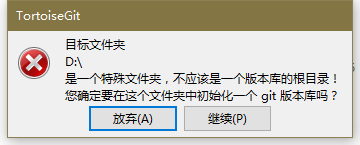 TortoiseGit
目标文件夹
D:\
是一个特殊文件夹，不应该是一个版本库的根目录！
您确定要在这个文件夹中初始化一个 git 版本库吗？
放弃(A) 继续(P)